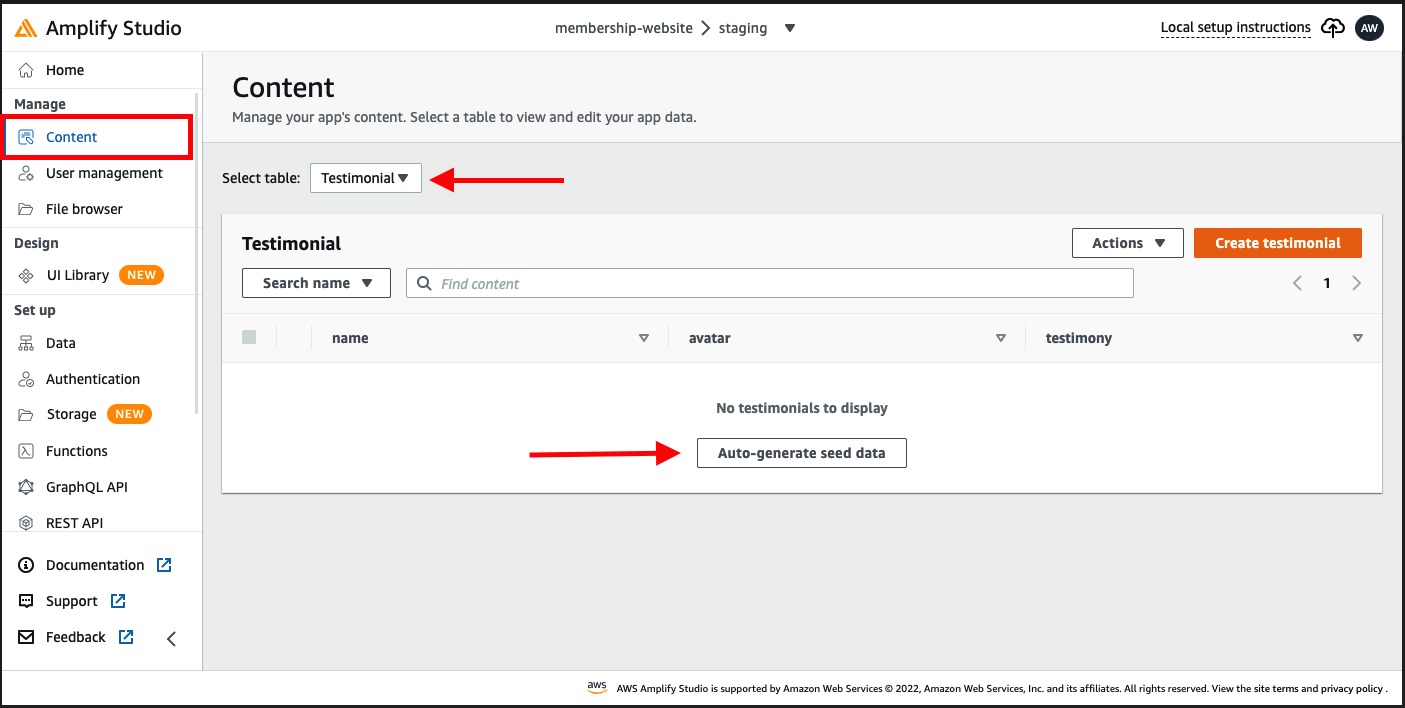 Amplify Studio
membership-website > staging
Local setup instructions
AW
Home
Manage
Content
User management
File browser
Design
UI Library NEW
Set up
Data
Authentication
Storage NEW
Functions
GraphQL API
REST API
Documentation
Support
Feedback
Content
Manage your app's content. Select a table to view and edit your app data.
Select table: Testimonial
Testimonial
Actions
Create testimonial
Search name
Find content
1
name avatar testimony
No testimonials to display
Auto-generate seed data
aws AWS Amplify Studio is supported by Amazon Web Services © 2022, Amazon Web Services, Inc. and its affiliates. All rights reserved. View the site terms and privacy policy .